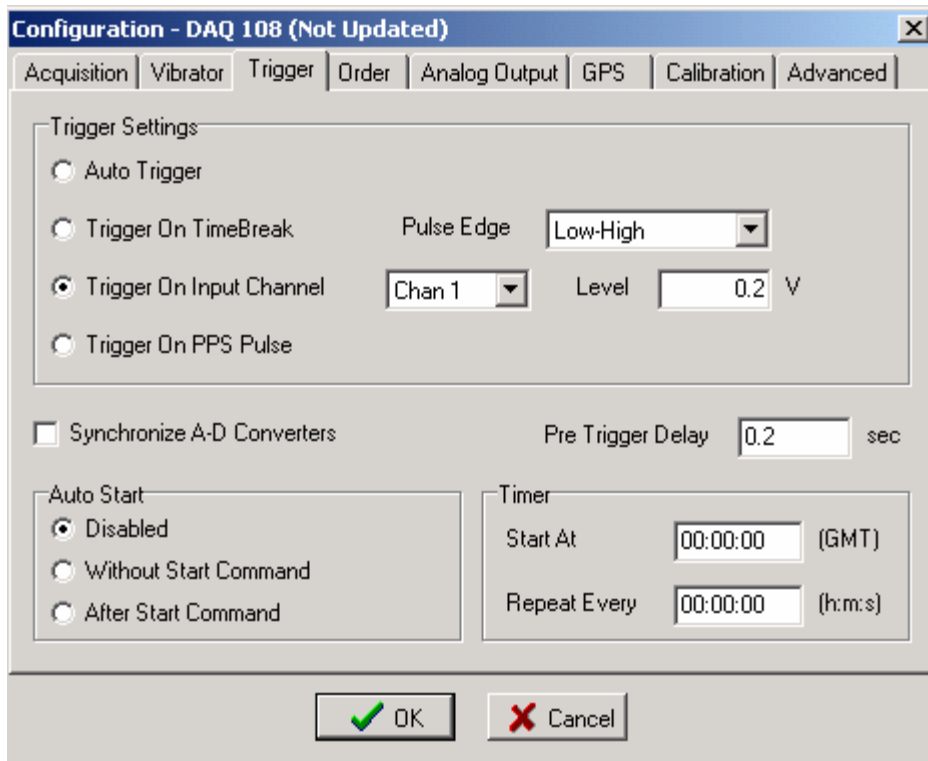 Configuration - DAQ 108 (Not Updated)
Acquisition Vibrator Trigger Order Analog Output GPS Calibration Advanced
Trigger Settings
Auto Trigger
Trigger On TimeBreak Pulse Edge Low-High
Trigger On Input Channel Chan 1 Level 0.2 V
Trigger On PPS Pulse
Synchronize A-D Converters Pre Trigger Delay 0.2 sec
Auto Start
Disabled
Without Start Command
After Start Command
Timer
Start At 00:00:00 (GMT)
Repeat Every 00:00:00 (h:m:s)
OK Cancel